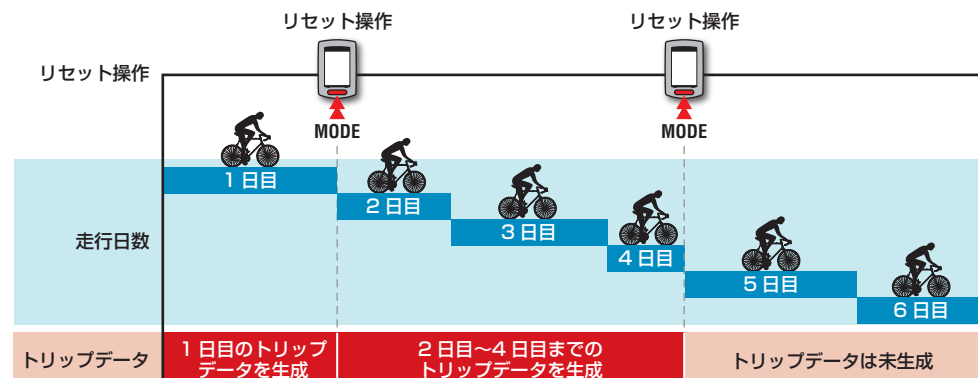 リセット操作
リセット操作
リセット操作
MODE
MODE
1日目
2日目
3日目
走行日数
4日目
5日目
6日目
トリップデータ
1日目のトリップ
データを生成
2日目〜4日目までの
トリップデータを生成
トリップデータは未生成